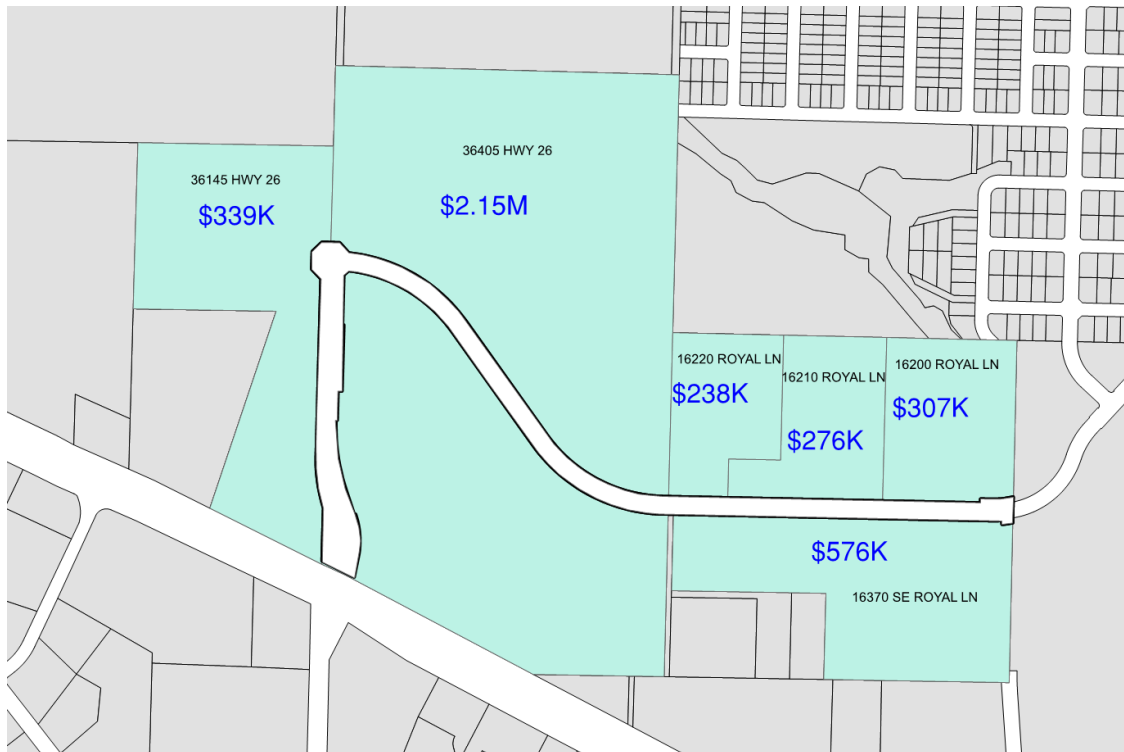 36405 HWY 26
$2.15M
36145 HWY 26
$339K
16220 ROYAL LN
$238K
16210 ROYAL LN
$276K
16200 ROYAL LN
$307K
$576K
16370 SE ROYAL LN